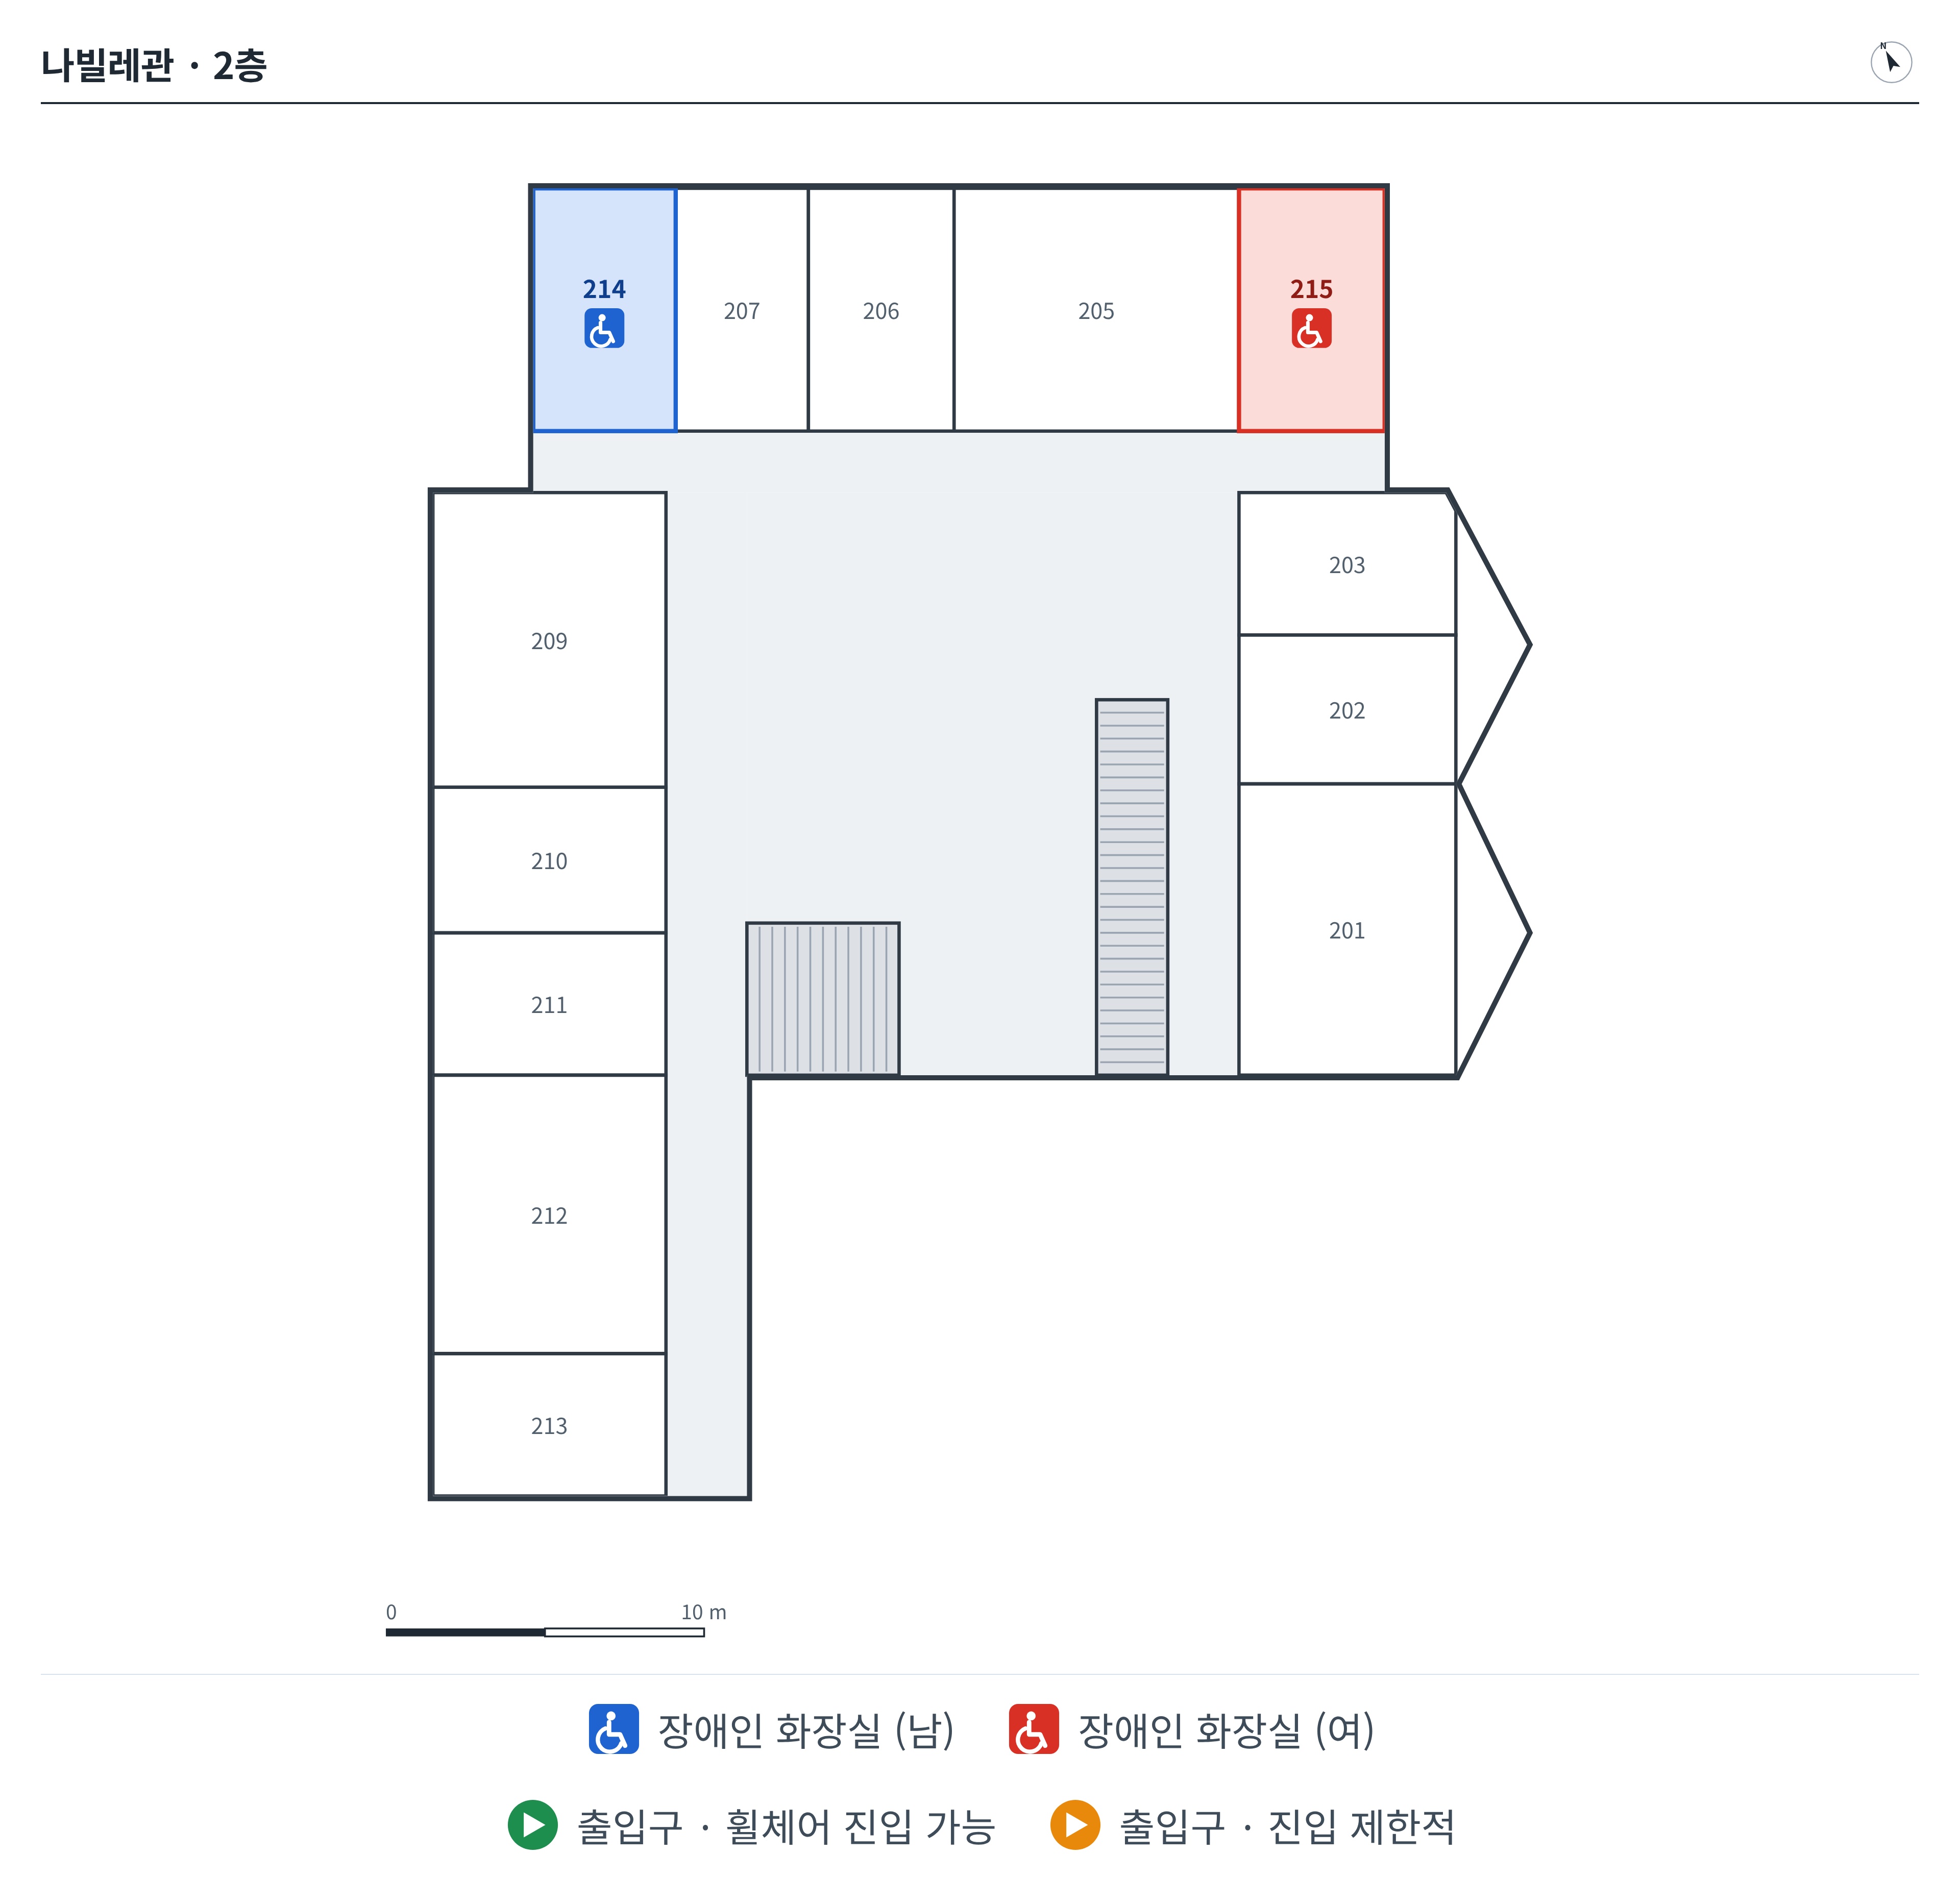 나빌레관 · 2층
N
214
207
206
205
215
203
209
202
210
201
211
212
213
0
10 m
장애인 화장실 (남)
장애인 화장실 (여)
출입구 · 휠체어 진입 가능
출입구 · 진입 제한적